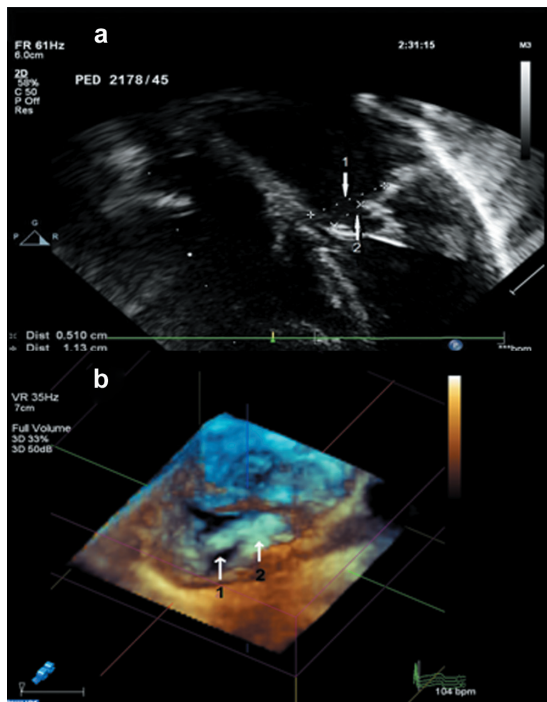 a
FR 61Hz
6.0cm
2:31:15
M3
2D
58%
C 50
P Off
Res
PED 2178/45
1
G
P R
2
Dist 0.510 cm
Dist 1.13 cm
bpm
b
VR 35Hz
7cm
Full Volume
3D 33%
3D 50dB
1 2
104 bpm